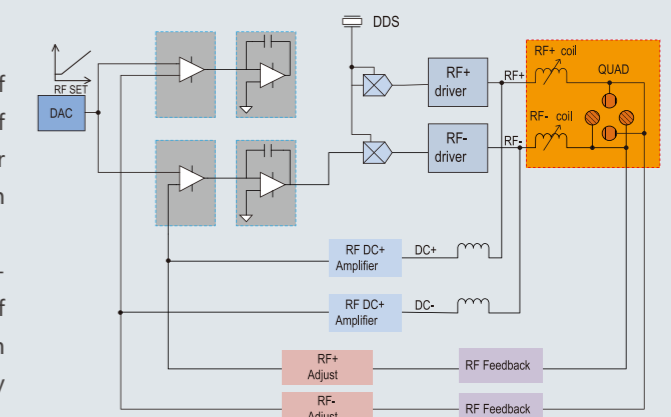 DDS
RF SET
DAC
RF+
driver
RF+
RF-
driver
RF-
RF+ coil
QUAD
RF- coil
RF DC+
Amplifier
DC+
RF DC+
Amplifier
DC-
RF+
Adjust
RF Feedback
RF-
Adjust
RF Feedback